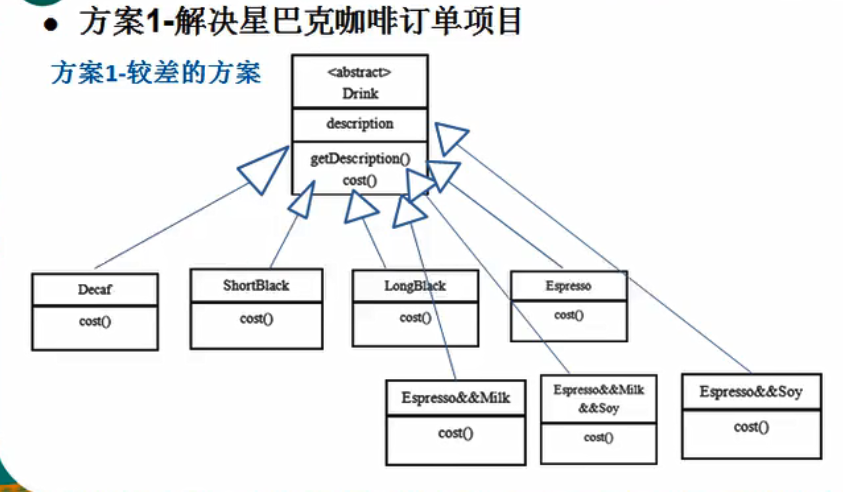 ● 方案1-解决星巴克咖啡订单项目
方案1-较差的方案
<abstract>
Drink
description
getDescription()
cost()
Decaf
cost()
ShortBlack
cost()
LongBlack
cost()
Espresso
cost()
Espresso&&Milk
cost()
Espresso&&Milk
&&Soy
cost()
Espresso&&Soy
cost()